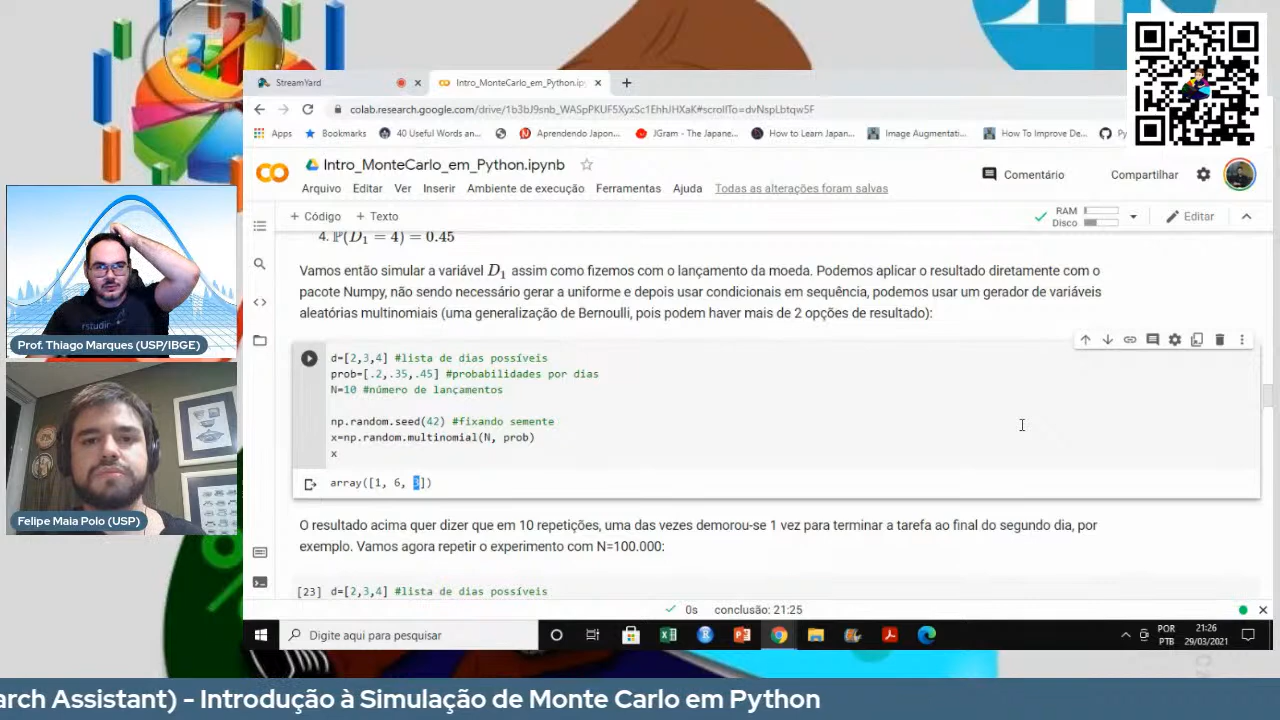 StreamYard
Intro_MonteCarlo_em_Python.ipy
colab.research.google.com/drive/
Apps Bookmarks 40 Useful Words an... Aprendendo Japon... JGram - The Japane... How to Learn Japan... Image Augmentati... How To Improve De... Py
Intro_MonteCarlo_em_Python.ipynb
Comentário Compartilhar
Arquivo Editar Ver Inserir Ambiente de execução Ferramentas Ajuda Todas as alterações foram salvas
+ Código + Texto
RAM
Disco
Editar
4. ℙ(D₁ = 4) = 0.45
Vamos então simular a variável D₁ assim como fizemos com o lançamento da moeda. Podemos aplicar o resultado diretamente com o
pacote Numpy, não sendo necessário gerar a uniforme e depois usar condicionais em sequência, podemos usar um gerador de variáveis
aleatórias multinomiais (uma generalização de Bernoulli, pois podem haver mais de 2 opções de resultado):
d=[2,3,4] #lista de dias possíveis
prob=[.2,.35,.45] #probabilidades por dias
N=10 #número de lançamentos
np.random.seed(42) #fixando semente
x=np.random.multinomial(N, prob)
x
array([1, 6, 3])
O resultado acima quer dizer que em 10 repetições, uma das vezes demorou-se 1 vez para terminar a tarefa ao final do segundo dia, por
exemplo. Vamos agora repetir o experimento com N=100.000:
[23] d=[2,3,4] #lista de dias possíveis
0s conclusão: 21:25
Digite aqui para pesquisar
POR
PTB
21:26
29/03/2021
rstudio
Prof. Thiago Marques (USP/IBGE)
Felipe Maia Polo (USP)
arch Assistant) - Introdução à Simulação de Monte Carlo em Python